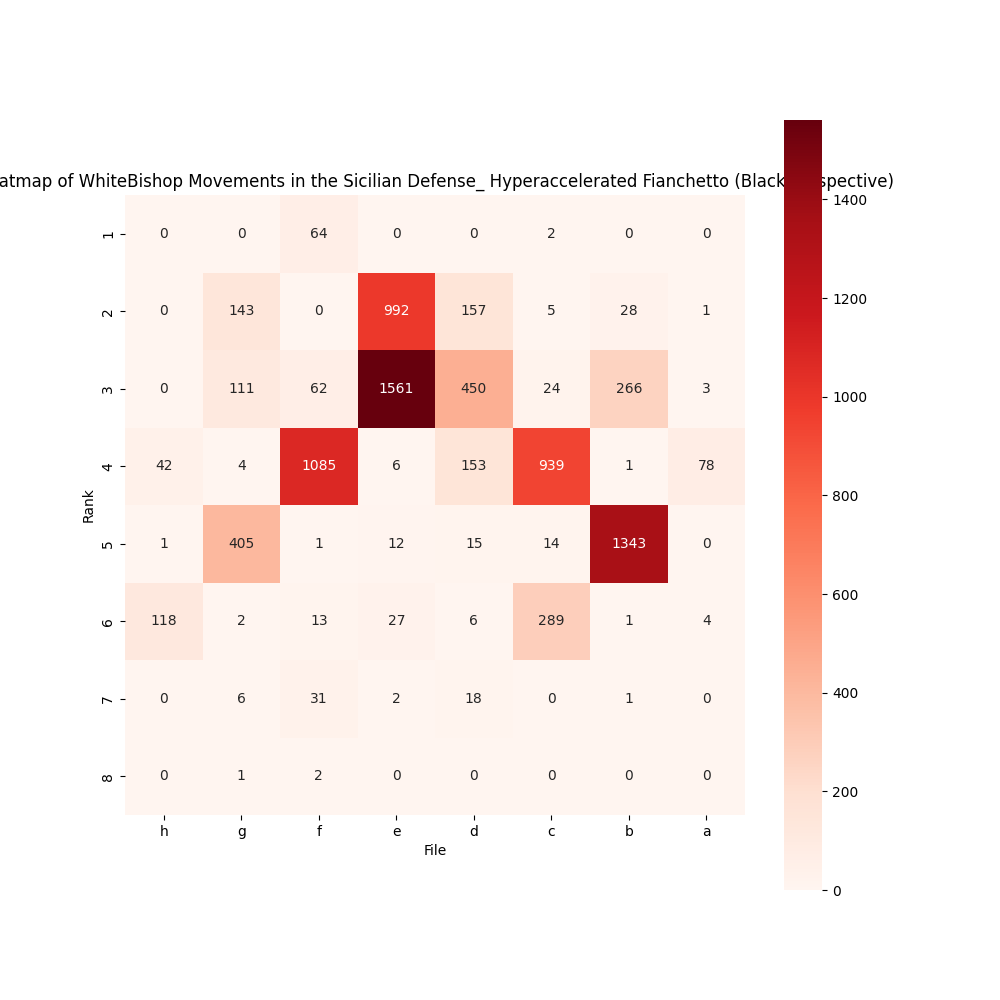 atmap of WhiteBishop Movements in the Sicilian Defense_ Hyperaccelerated Fianchetto (Black spective)
1 0 0 64 0 0 2 0 0
2 0 143 0 992 157 5 28 1
3 0 111 62 1561 450 24 266 3
4 42 4 1085 6 153 939 1 78
5 1 405 1 12 15 14 1343 0
6 118 2 13 27 6 289 1 4
7 0 6 31 2 18 0 1 0
8 0 1 2 0 0 0 0 0
h g f e d c b a
File
Rank
1400
1200
1000
800
600
400
200
0